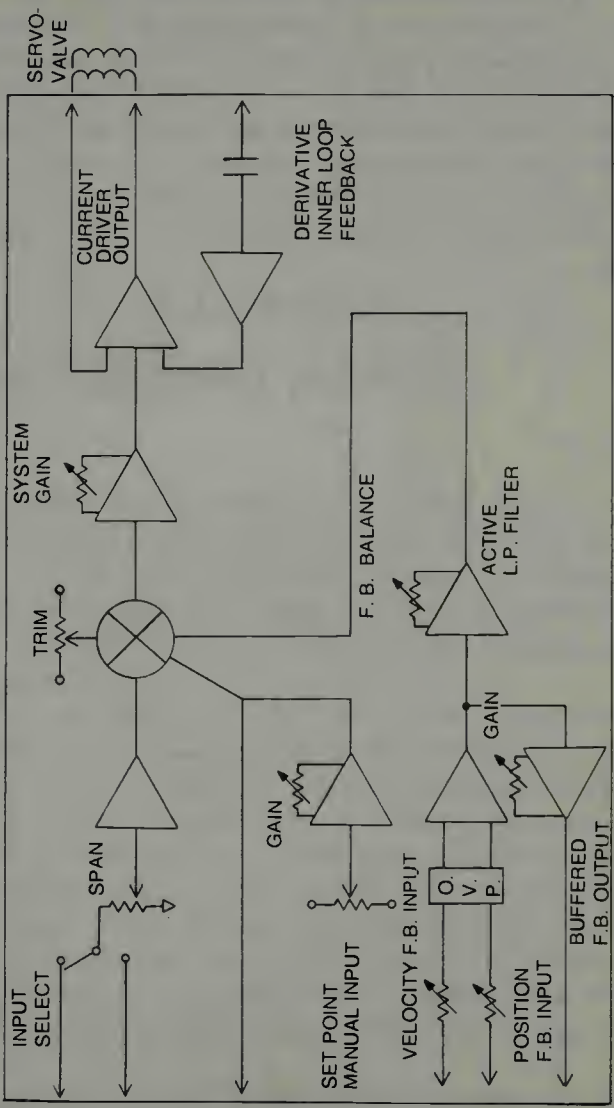 INPUT
SELECT
SPAN
TRIM
SYSTEM
GAIN
CURRENT
DRIVER
OUTPUT
SERVO-
VALVE
DERIVATIVE
INNER LOOP
FEEDBACK
SET POINT
MANUAL INPUT
GAIN
F. B. BALANCE
VELOCITY F.B. INPUT
O.
V.
P.
POSITION
F.B. INPUT
GAIN
ACTIVE
L.P. FILTER
BUFFERED
F.B. OUTPUT